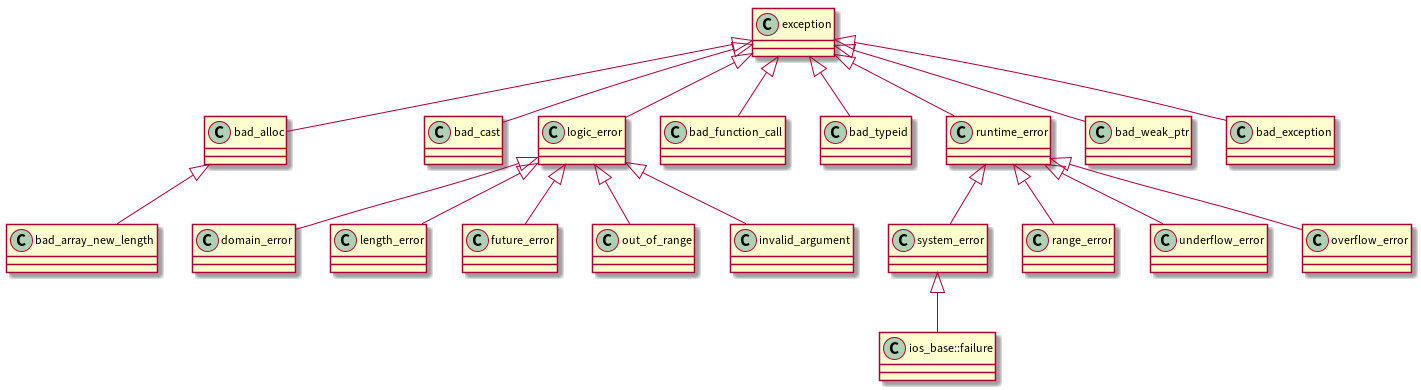 C exception
C bad_alloc
C bad_cast
C logic_error
C bad_function_call
C bad_typeid
C runtime_error
C bad_weak_ptr
C bad_exception
C bad_array_new_length
C domain_error
C length_error
C future_error
C out_of_range
C invalid_argument
C system_error
C range_error
C underflow_error
C overflow_error
C ios_base::failure